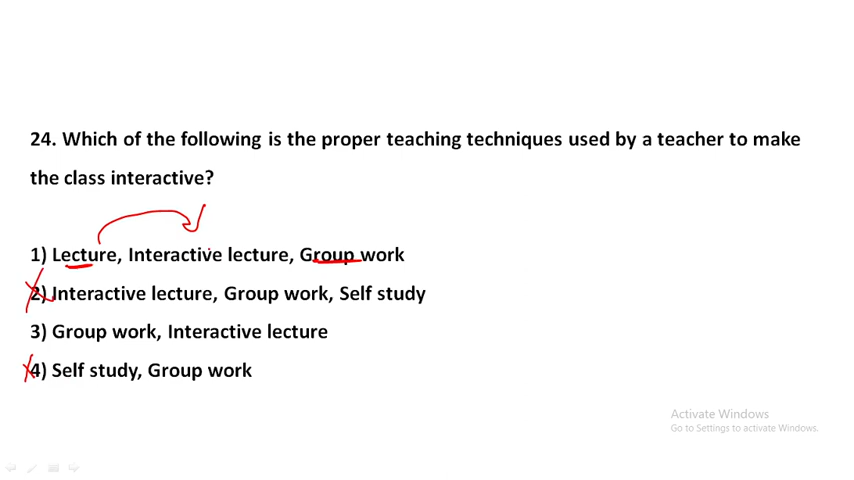 24. Which of the following is the proper teaching techniques used by a teacher to make
the class interactive?
1) Lecture, Interactive lecture, Group work
2) Interactive lecture, Group work, Self study
3) Group work, Interactive lecture
4) Self study, Group work
Activate Windows
Go to Settings to activate Windows.